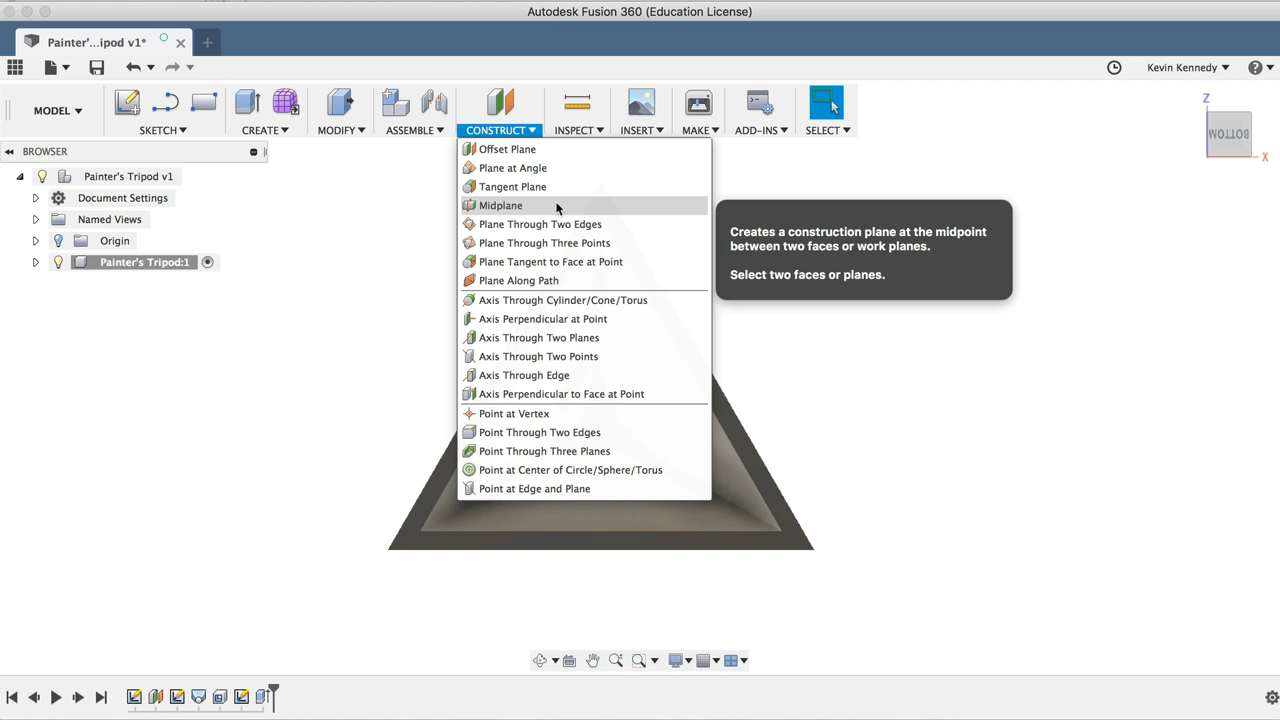 Autodesk Fusion 360 (Education License)
Painter'...ipod v1*
Kevin Kennedy
MODEL
SKETCH
CREATE
MODIFY
ASSEMBLE
CONSTRUCT
INSPECT
INSERT
MAKE
ADD-INS
SELECT
Z
BOTTOM
X
BROWSER
Painter's Tripod v1
Document Settings
Named Views
Origin
Painter's Tripod:1
Offset Plane
Plane at Angle
Tangent Plane
Midplane
Plane Through Two Edges
Plane Through Three Points
Plane Tangent to Face at Point
Plane Along Path
Axis Through Cylinder/Cone/Torus
Axis Perpendicular at Point
Axis Through Two Planes
Axis Through Two Points
Axis Through Edge
Axis Perpendicular to Face at Point
Point at Vertex
Point Through Two Edges
Point Through Three Planes
Point at Center of Circle/Sphere/Torus
Point at Edge and Plane
Creates a construction plane at the midpoint
between two faces or work planes.
Select two faces or planes.